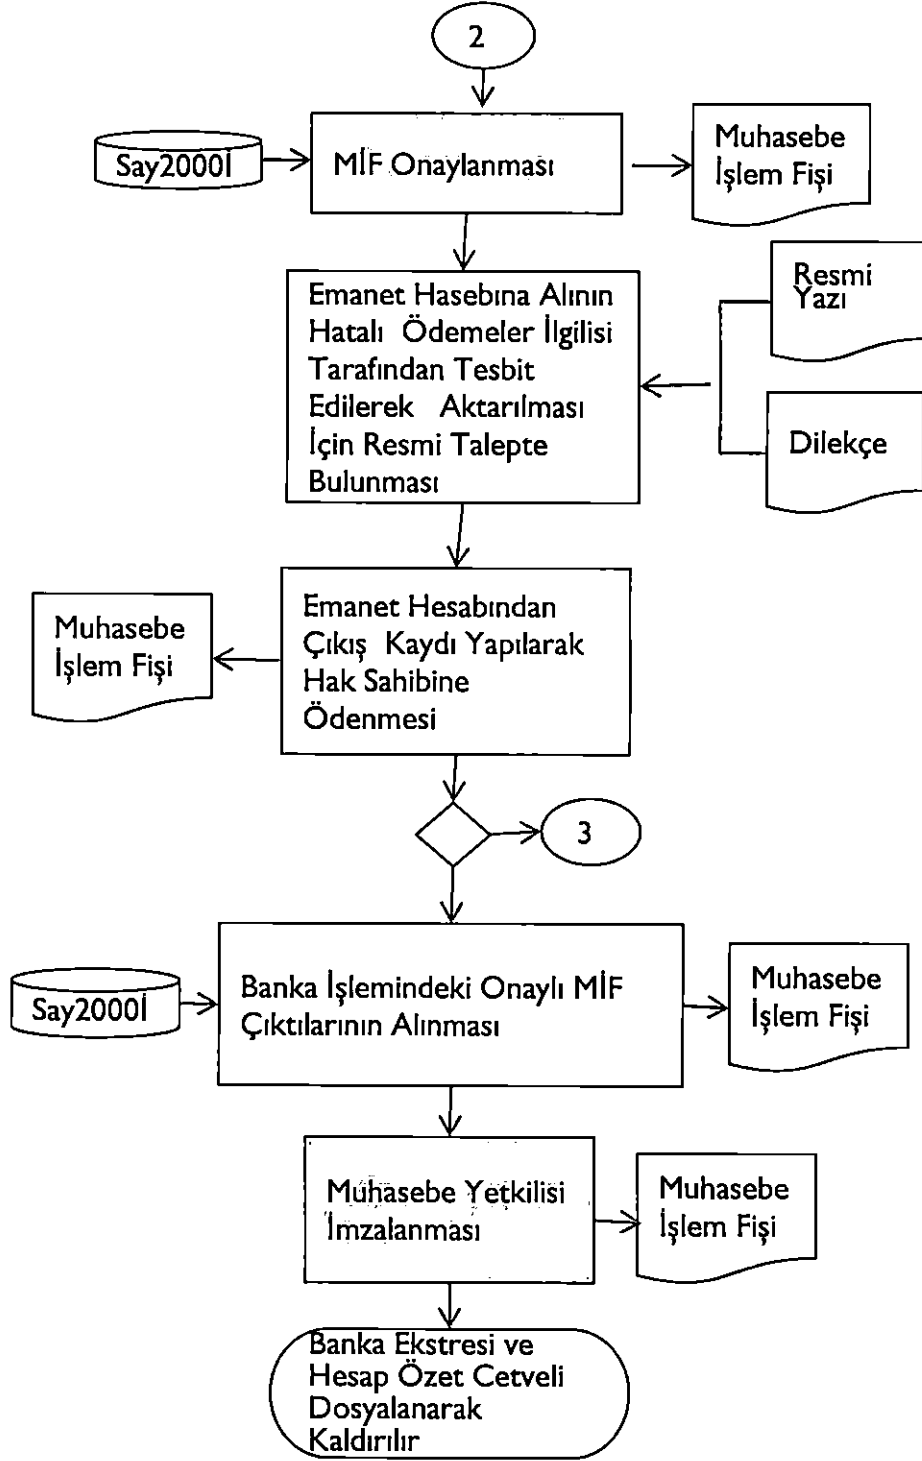 2
Say2000İ
MİF Onaylanması
Muhasebe
İşlem Fişi
Emanet Hasebına Alının
Hatalı Ödemeler İlgilisi
Tarafından Tesbit
Edilerek Aktarılması
İçin Resmi Talepte
Bulunması
Resmi
Yazı
Dilekçe
Muhasebe
İşlem Fişi
Emanet Hesabından
Çıkış Kaydı Yapılarak
Hak Sahibine
Ödenmesi
3
Say2000İ
Banka İşlemindeki Onaylı MİF
Çıktılarının Alınması
Muhasebe
İşlem Fişi
Muhasebe Yetkilisi
İmzalanması
Muhasebe
İşlem Fişi
Banka Ekstresi ve
Hesap Özet Cetveli
Dosyalanarak
Kaldırılır